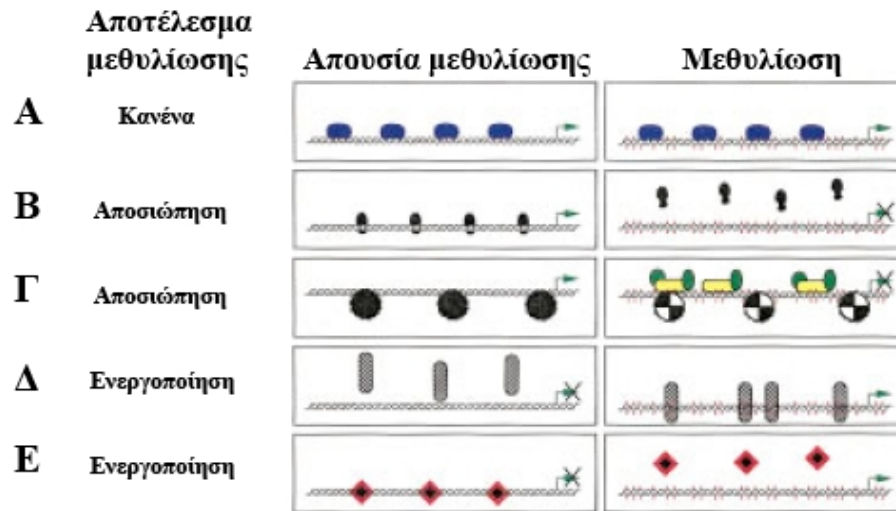 Αποτέλεσμα
μεθυλίωσης
Απουσία μεθυλίωσης
Μεθυλίωση
Α
Κανένα
Β
Αποσιώπηση
Γ
Αποσιώπηση
Δ
Ενεργοποίηση
Ε
Ενεργοποίηση